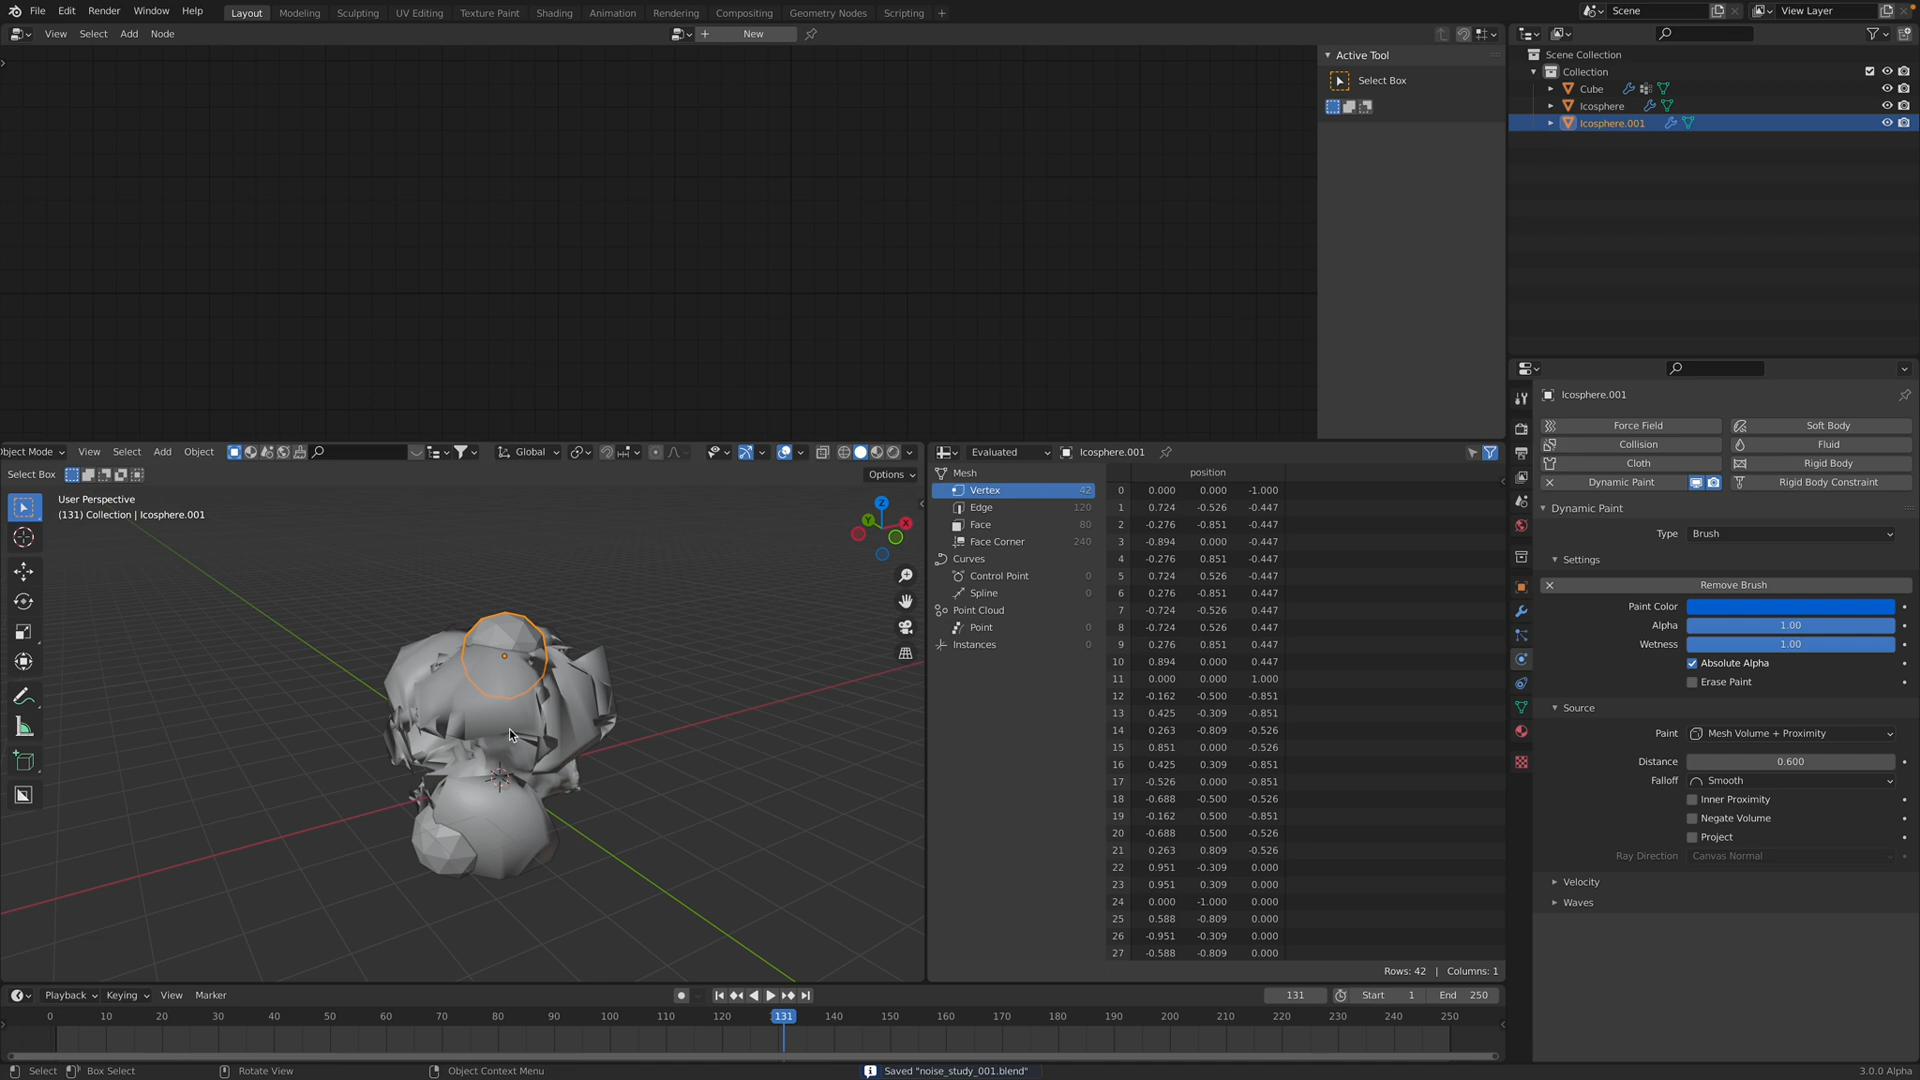 File Edit Render Window Help Layout Modeling Sculpting UV Editing Texture Paint Shading Animation Rendering Compositing Geometry Nodes Scripting + Scene View Layer
View Select Add Node + New
Active Tool
Select Box
Scene Collection
Collection
Cube
Icosphere
Icosphere.001
Icosphere.001
Force Field Soft Body
Collision Fluid
Cloth Rigid Body
Dynamic Paint Rigid Body Constraint
Dynamic Paint
Type Brush
Settings
Remove Brush
Paint Color
Alpha 1.00
Wetness 1.00
Absolute Alpha
Erase Paint
Source
Paint Mesh Volume + Proximity
Distance 0.600
Falloff Smooth
Inner Proximity
Negate Volume
Project
Ray Direction Canvas Normal
Velocity
Waves
bject Mode View Select Add Object Global
Select Box Options
User Perspective
(131) Collection | Icosphere.001
Z
Y
X
Evaluated Icosphere.001
Mesh
Vertex 42
Edge 120
Face 80
Face Corner 240
Curves
Control Point 0
Spline 0
Point Cloud
Point 0
Instances 0
position
0 0.000 0.000 -1.000
1 0.724 -0.526 -0.447
2 -0.276 -0.851 -0.447
3 -0.894 0.000 -0.447
4 -0.276 0.851 -0.447
5 0.724 0.526 -0.447
6 0.276 -0.851 0.447
7 -0.724 -0.526 0.447
8 -0.724 0.526 0.447
9 0.276 0.851 0.447
10 0.894 0.000 0.447
11 0.000 0.000 1.000
12 -0.162 -0.500 -0.851
13 0.425 -0.309 -0.851
14 0.263 -0.809 -0.526
15 0.851 0.000 -0.526
16 0.425 0.309 -0.851
17 -0.526 0.000 -0.851
18 -0.688 -0.500 -0.526
19 -0.162 0.500 -0.851
20 -0.688 0.500 -0.526
21 0.263 0.809 -0.526
22 0.951 -0.309 0.000
23 0.951 0.309 0.000
24 0.000 -1.000 0.000
25 0.588 -0.809 0.000
26 -0.951 -0.309 0.000
27 -0.588 -0.809 0.000
Rows: 42 | Columns: 1
Playback Keying View Marker 131 Start 1 End 250
0 10 20 30 40 50 60 70 80 90 100 110 120 131 140 150 160 170 180 190 200 210 220 230 240 250
Select Box Select Rotate View Object Context Menu Saved "noise_study_001.blend" 3.0.0 Alpha